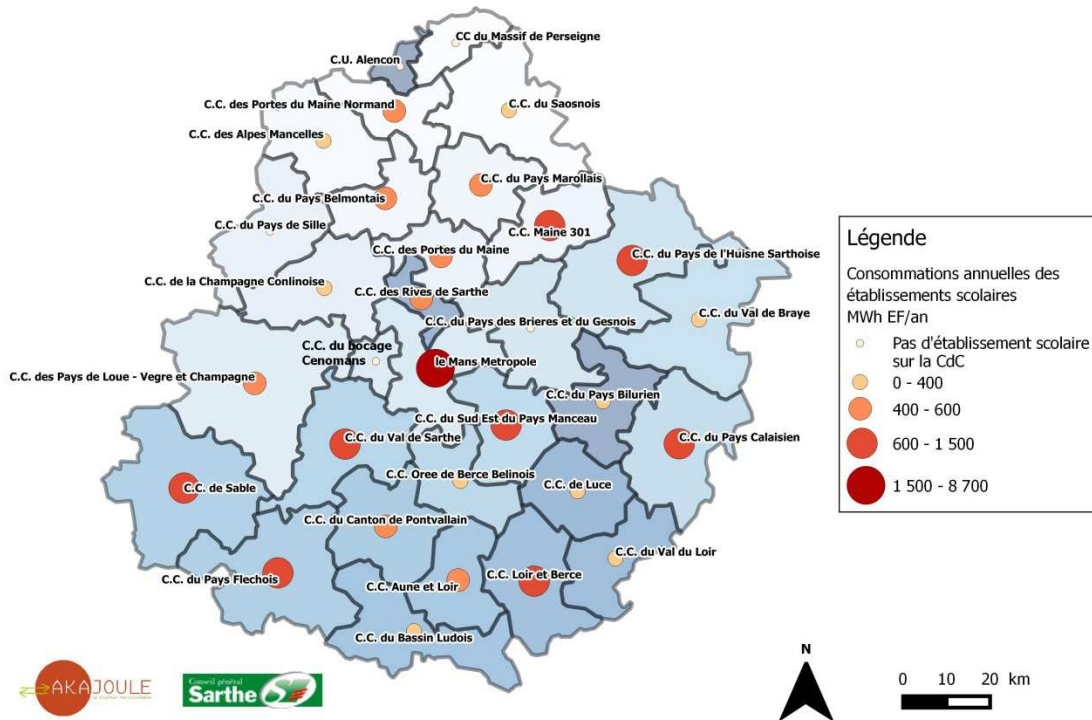 CC du Massif de Perseigne
C.U. Alencon
C.C. des Portes du Maine Normand
C.C. du Saosnois
C.C. des Alpes Mancelles
C.C. du Pays Marollais
C.C. du Pays Belmontais
C.C. du Pays de Sille
C.C. Maine 301
C.C. des Portes du Maine
C.C. du Pays de l'Huisne Sarthoise
C.C. de la Champagne Conlinoise
C.C. des Rives de Sarthe
C.C. du Val de Braye
C.C. du Pays des Brieres et du Gesnois
C.C. du bocage
Cenomans
le Mans Metropole
C.C. des Pays de Loue - Vegre et Champagne
C.C. du Pays Bilurien
C.C. du Sud Est du Pays Manceau
C.C. du Val de Sarthe
C.C. du Pays Calaisien
C.C. Oree de Berce Belinois
C.C. de Sable
C.C. de Luce
C.C. du Canton de Pontvallain
C.C. du Val du Loir
C.C. du Pays Flechois
C.C. Aune et Loir
C.C. Loir et Berce
C.C. du Bassin Ludois
Légende
Consommations annuelles des
établissements scolaires
MWh EF/an
Pas d'établissement scolaire
sur la CdC
0 - 400
400 - 600
600 - 1 500
1 500 - 8 700
AKAJOULE
Conseil général
Sarthe
N
0 10 20 km